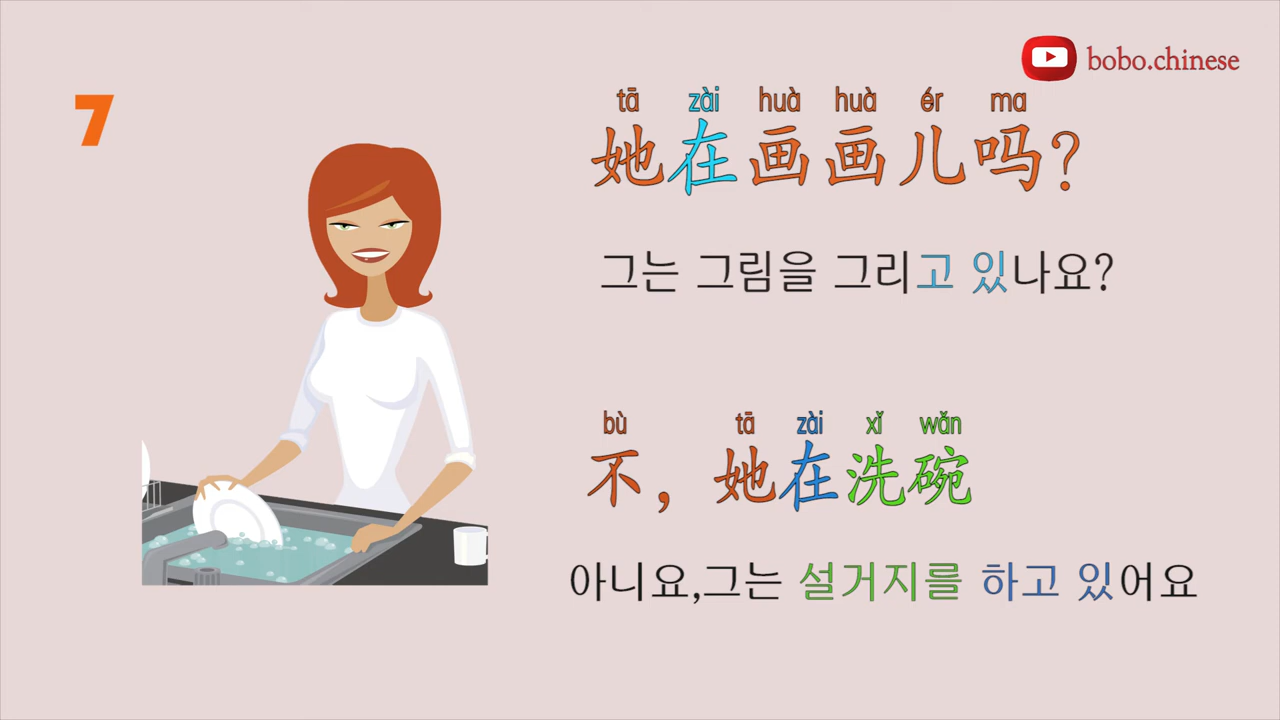 bobo.chinese
7
tā zài huà huà ér ma
她在画画儿吗?
그는 그림을 그리고 있나요?
bù tā zài xǐ wǎn
不，她在洗碗
아니요,그는 설거지를 하고 있어요